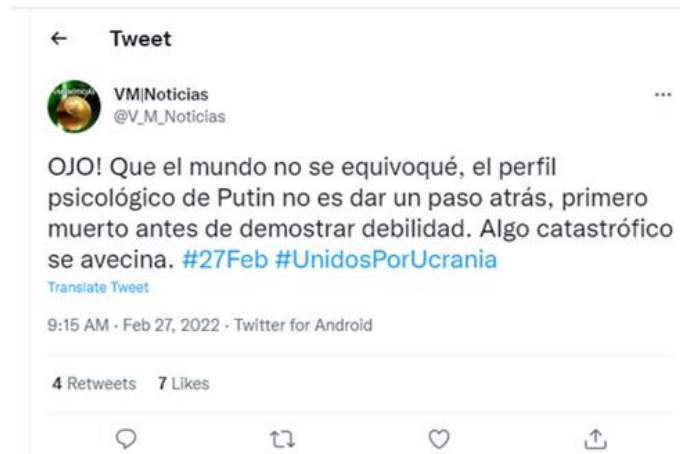 Tweet
VM|Noticias
@V_M_Noticias
OJO! Que el mundo no se equivoqué, el perfil
psicológico de Putin no es dar un paso atrás, primero
muerto antes de demostrar debilidad. Algo catastrófico
se avecina. #27Feb #UnidosPorUcrania
Translate Tweet
9:15 AM · Feb 27, 2022 · Twitter for Android
4 Retweets 7 Likes